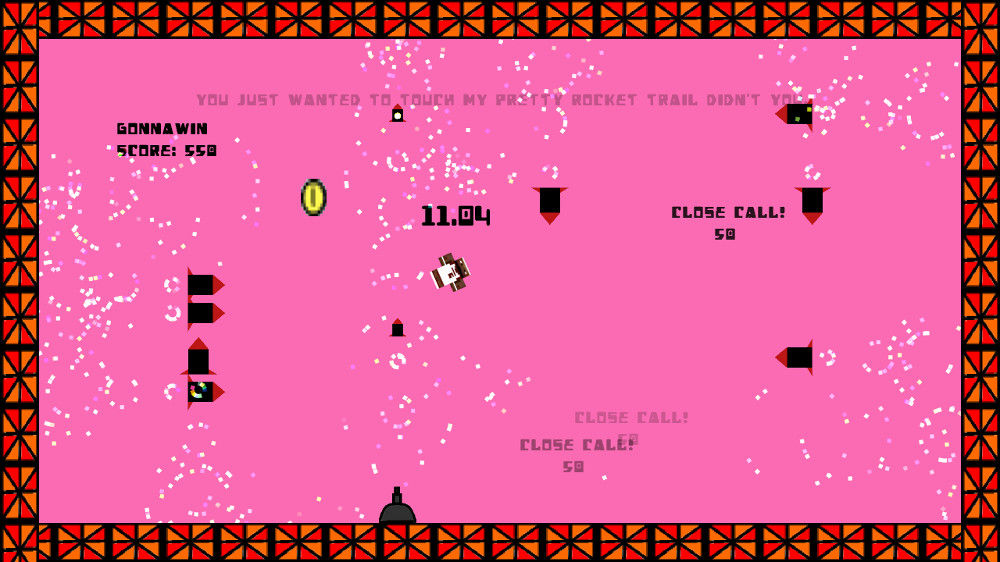 YOU JUST WANTED TO TOUCH MY PRETTY ROCKET TRAIL DIDN'T YOU
GONNAWIN
SCORE: 550
11.04
CLOSE CALL!
50
CLOSE CALL!
50
CLOSE CALL!
50